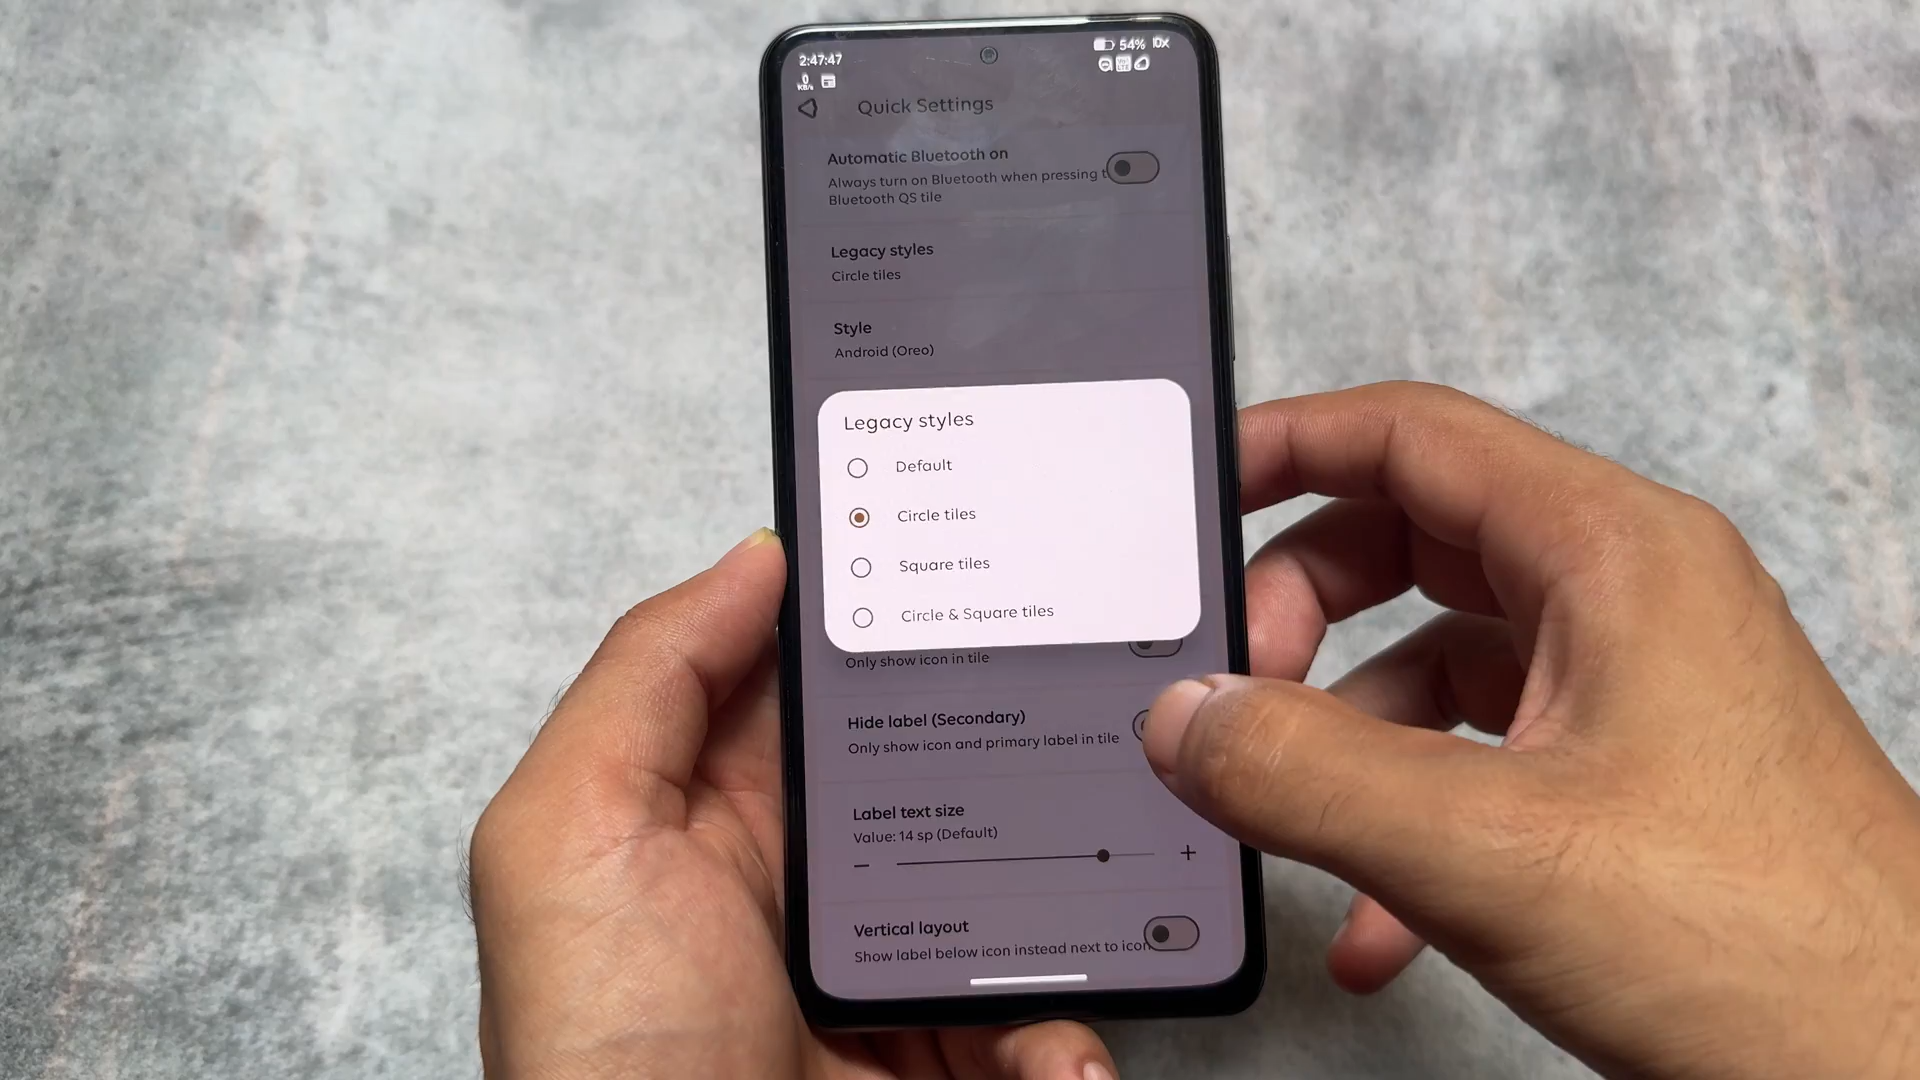 2:47:47
54% 10x
0
KB/s
Quick Settings
Automatic Bluetooth on
Always turn on Bluetooth when pressing t
Bluetooth QS tile
Legacy styles
Circle tiles
Style
Android (Oreo)
Legacy styles
Default
Circle tiles
Square tiles
Circle & Square tiles
Only show icon in tile
Hide label (Secondary)
Only show icon and primary label in tile
Label text size
Value: 14 sp (Default)
− +
Vertical layout
Show label below icon instead next to icon